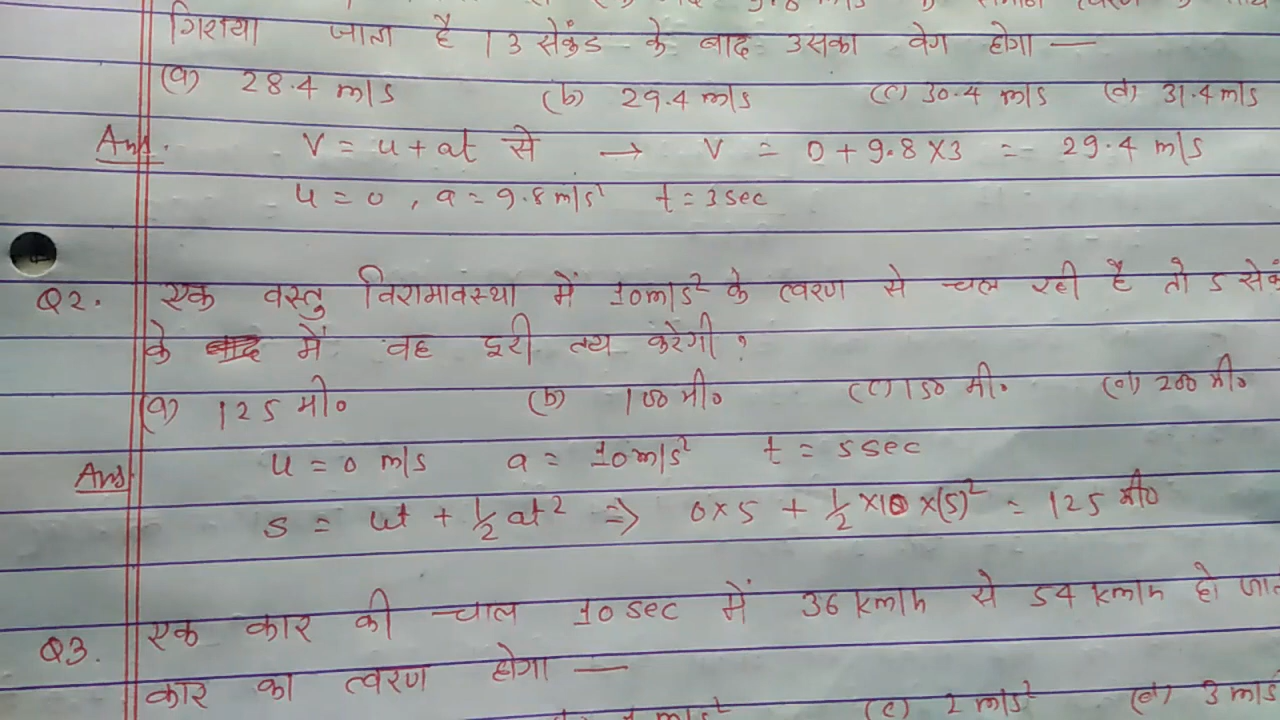 गिराया जाता है । 3 सेकंड के बाद उसका वेग होगा —
(a) 28.4 m/s (b) 29.4 m/s (c) 30.4 m/s (d) 31.4 m/s
Ans. V = u + at से → V = 0 + 9.8 × 3 = 29.4 m/s
u = 0 , a = 9.8 m/s² t = 3 sec
Q2. एक वस्तु विरामावस्था में 10 m/s² के त्वरण से चल रही है तो 5
के में वह दूरी तय करेगी ?
(a) 125 मी० (b) 100 मी० (c) 150 मी० (d) 200 मी०
Ans u = 0 m/s a = 10 m/s² t = 5 sec
s = ut + ½ at² ⇒ 0×5 + ½ ×10 ×(5)² = 125 मी०
Q3. एक कार की चाल 10 sec में 36 km/h से 54 km/h हो
कार का त्वरण होगा —
m/s² (c) 2 m/s² (d) 3 m/s